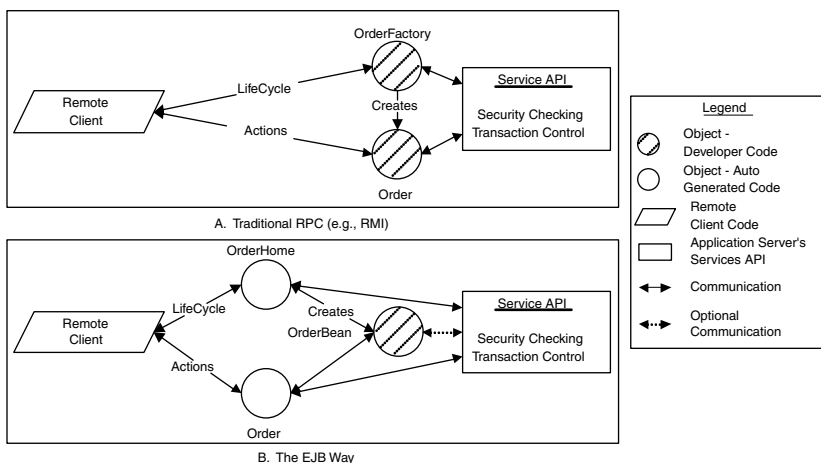 OrderFactory
LifeCycle
Remote
Client
Creates
Actions
Order
Service API
Security Checking
Transaction Control
A. Traditional RPC (e.g., RMI)
OrderHome
LifeCycle
Remote
Client
Creates
OrderBean
Actions
Order
Service API
Security Checking
Transaction Control
B. The EJB Way
Legend
Object -
Developer Code
Object - Auto
Generated Code
Remote
Client Code
Application Server's
Services API
Communication
Optional
Communication